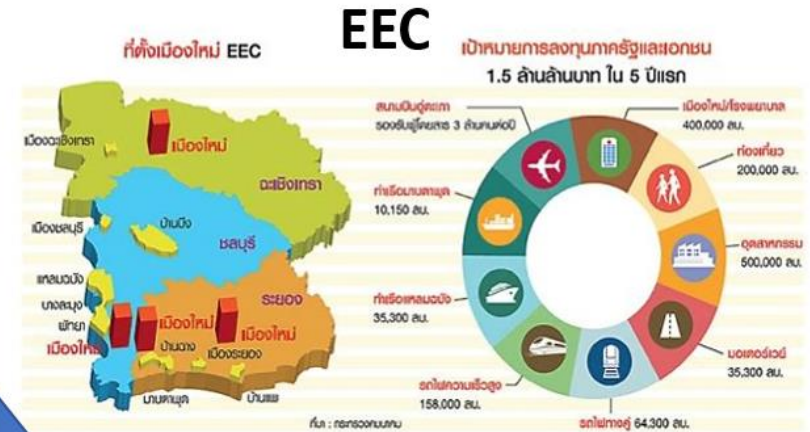 EEC
ที่ตั้งเมืองใหม่ EEC
เมืองฉะเชิงเทรา
เมืองใหม่
ฉะเชิงเทรา
เมืองชลบุรี
บ้านบึง
ชลบุรี
แหลมฉบัง
บางละมุง
พัทยา
ระยอง
เมืองใหม่
เมืองใหม่
เมืองใหม่
บ้านฉาง
เมืองระยอง
มาบตาพุด
บ้านเพ
เป้าหมายการลงทุนภาครัฐและเอกชน
1.5 ล้านล้านบาท ใน 5 ปีแรก
สนามบินอู่ตะเภา
รองรับผู้โดยสาร 3 ล้านคนต่อปี
เมืองใหม่/โรงพยาบาล
400,000 ลบ.
ท่องเที่ยว
200,000 ลบ.
ท่าเรือมาบตาพุด
10,150 ลบ.
อุตสาหกรรม
500,000 ลบ.
ท่าเรือแหลมฉบัง
35,300 ลบ.
มอเตอร์เวย์
35,300 ลบ.
รถไฟความเร็วสูง
158,000 ลบ.
รถไฟทางคู่ 64,300 ลบ.
ที่มา : กระทรวงคมนาคม